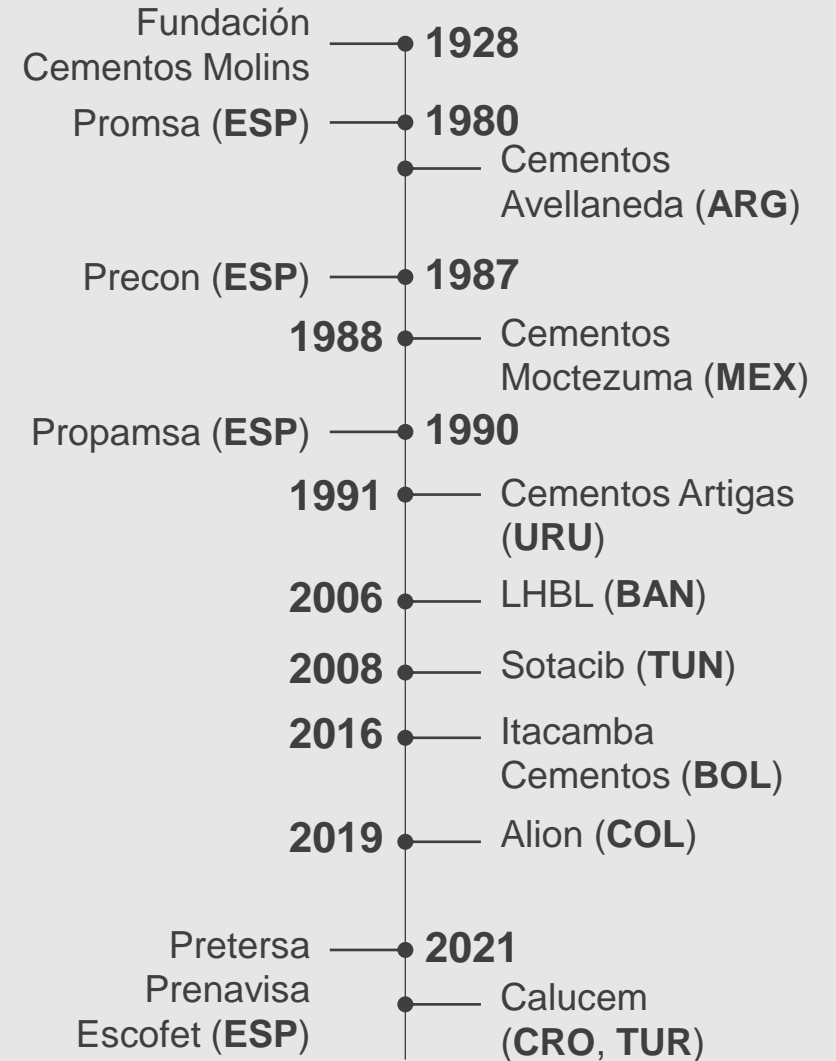 Fundación
Cementos Molins
1928
Promsa (ESP)
1980
Cementos
Avellaneda (ARG)
Precon (ESP)
1987
1988
Cementos
Moctezuma (MEX)
Propamsa (ESP)
1990
1991
Cementos Artigas
(URU)
2006
LHBL (BAN)
2008
Sotacib (TUN)
2016
Itacamba
Cementos (BOL)
2019
Alion (COL)
Pretersa
Prenavisa
Escofet (ESP)
2021
Calucem
(CRO, TUR)